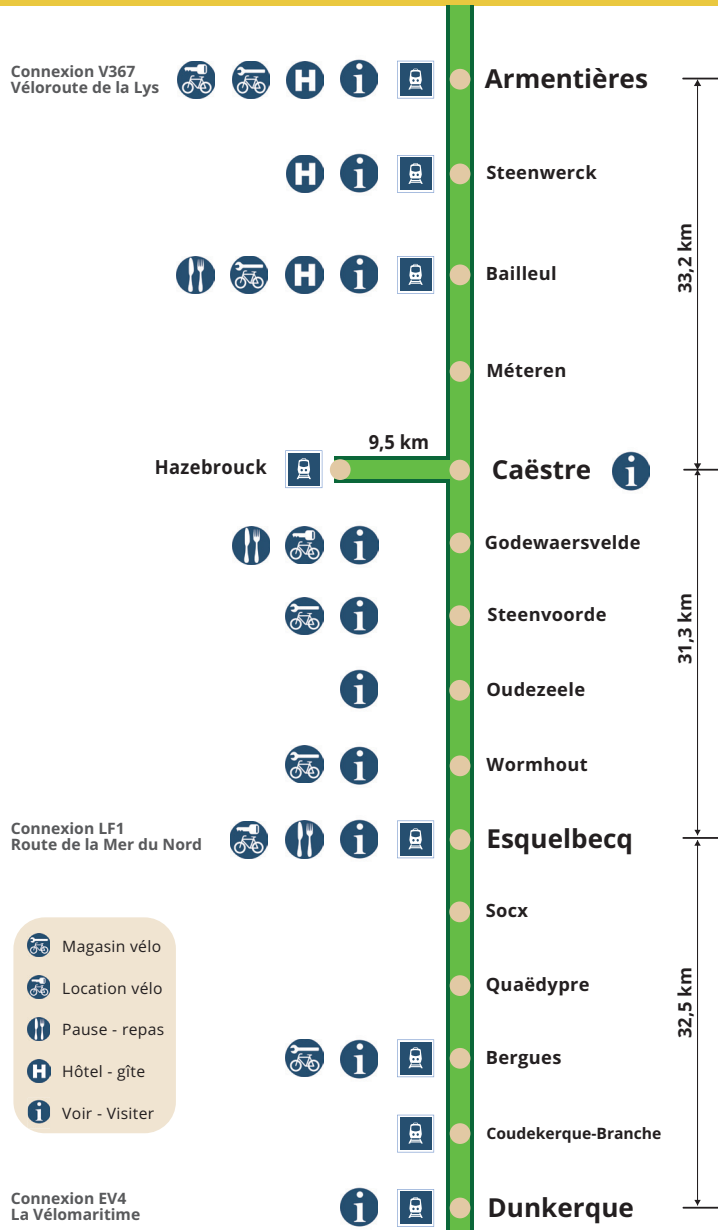 Connexion V367
Véloroute de la Lys
H
i
Armentières
H
i
Steenwerck
33,2 km
H
i
Bailleul
Méteren
9,5 km
Hazebrouck
Caëstre
i
i
Godewaersvelde
i
Steenvoorde
31,3 km
i
Oudezeele
i
Wormhout
Connexion LF1
Route de la Mer du Nord
i
Esquelbecq
Socx
Magasin vélo
Location vélo
Pause - repas
H Hôtel - gîte
i Voir - Visiter
Quaëdypre
32,5 km
i
Bergues
Coudekerque-Branche
Connexion EV4
La Vélomaritime
i
Dunkerque